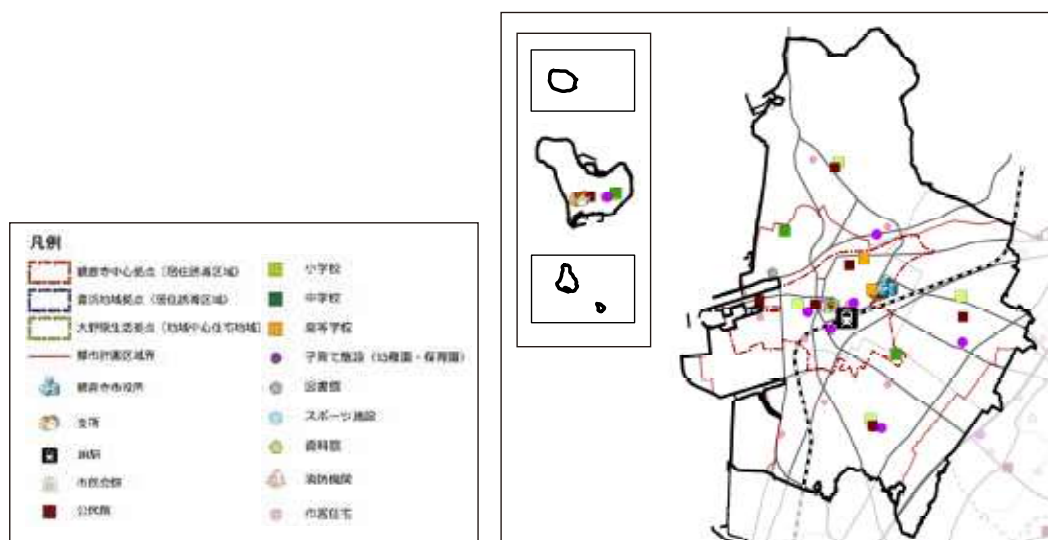 凡例
観音寺中心拠点（居住誘導区域）
豊浜地域拠点（居住誘導区域）
大野原生活拠点（地域中心住宅地域）
都市計画区域界
観音寺市役所
支所
JR駅
市民会館
公民館
小学校
中学校
高等学校
子育て施設（幼稚園・保育園）
図書館
スポーツ施設
資料館
消防機関
市営住宅